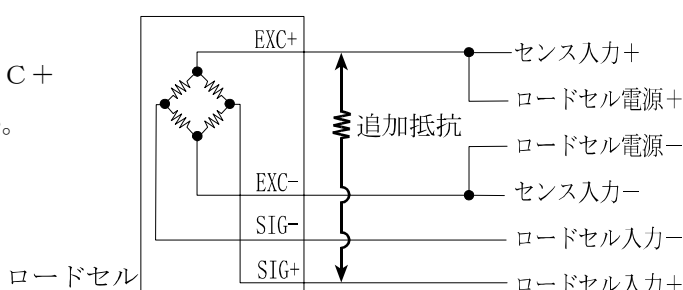 EXC+
センス入力+
C+
ロードセル電源+
。
追加抵抗
ロードセル電源-
EXC-
センス入力-
SIG-
ロードセル入力-
ロードセル
SIG+
ロードセル入力+